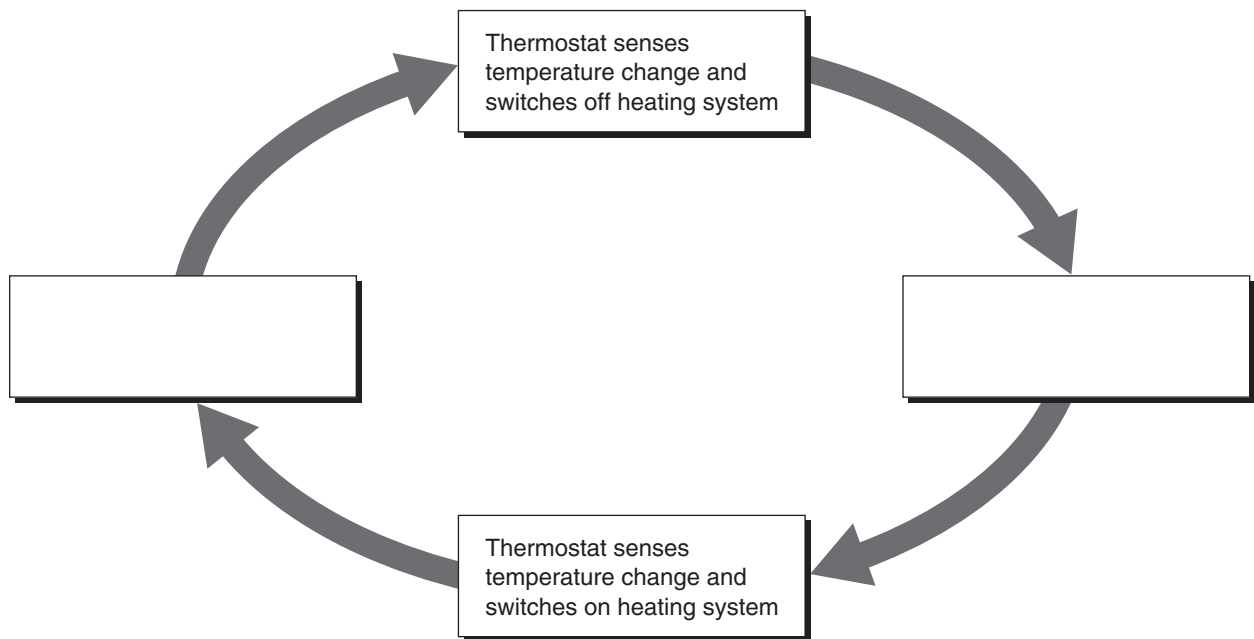 Thermostat senses
temperature change and
switches off heating system
Thermostat senses
temperature change and
switches on heating system